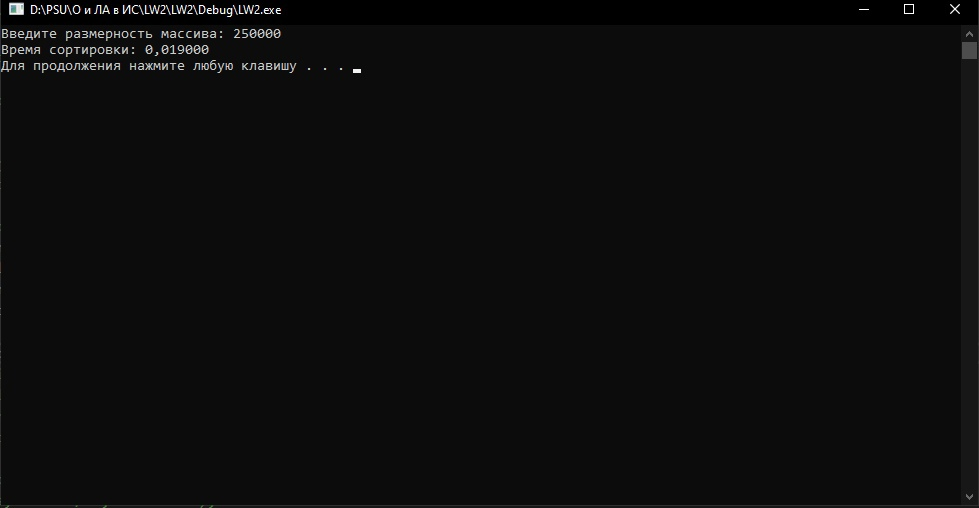 D:\PSU\О и ЛА в ИС\LW2\LW2\Debug\LW2.exe
Введите размерность массива: 250000
Время сортировки: 0,019000
Для продолжения нажмите любую клавишу . . .